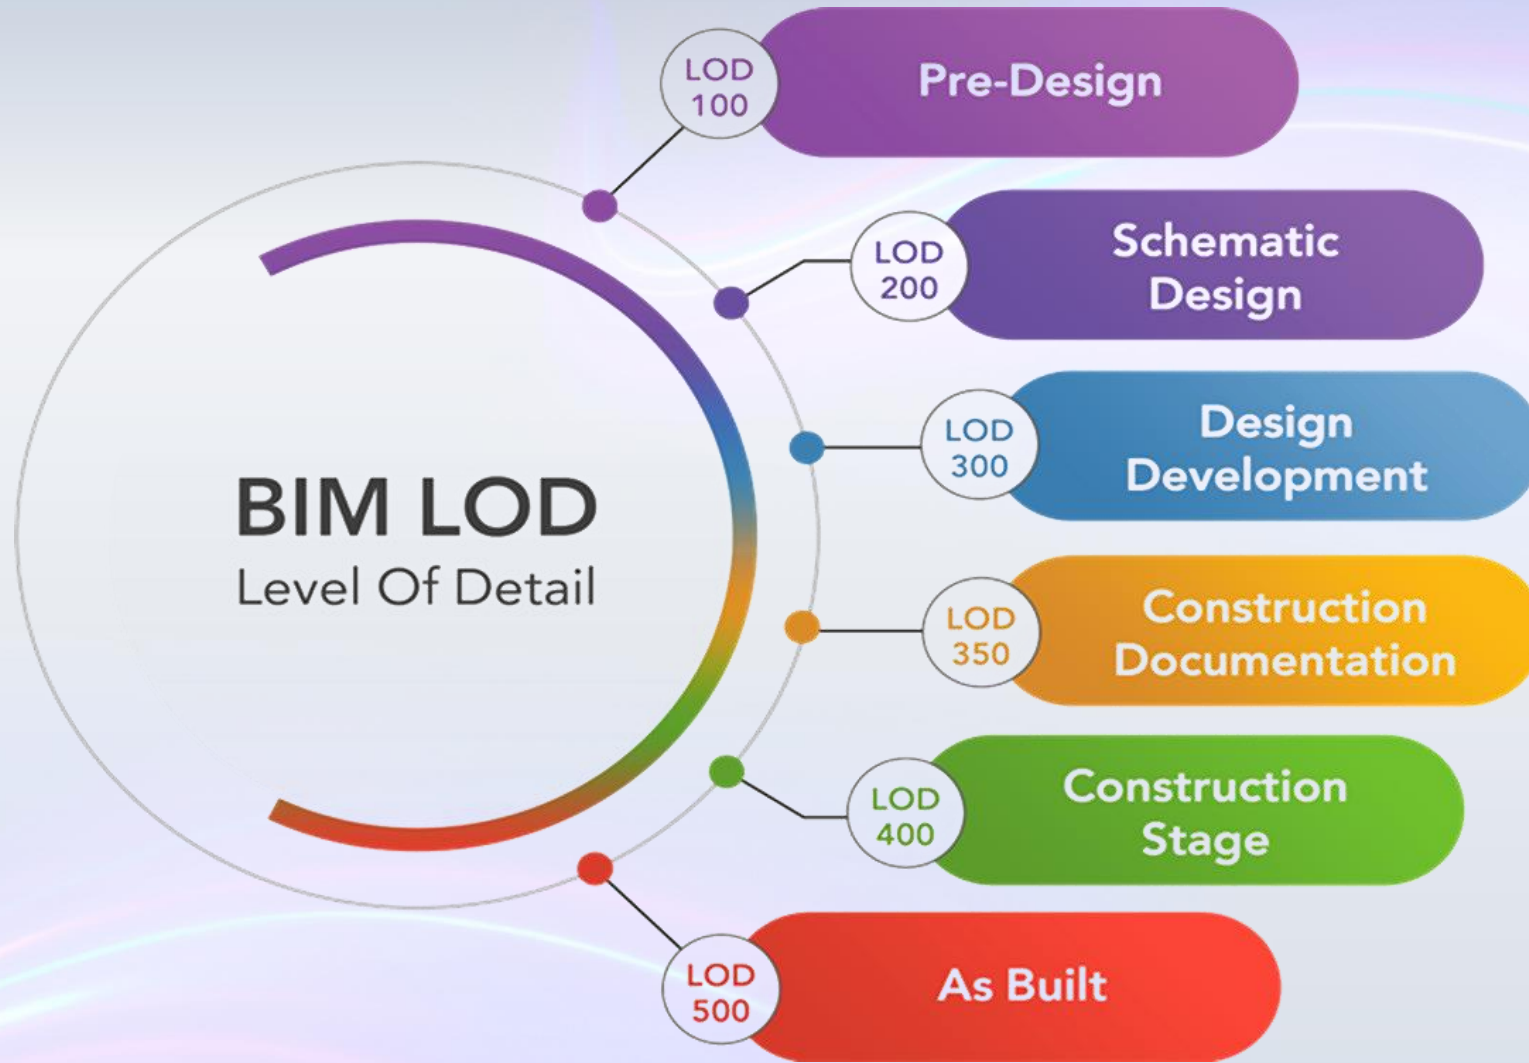 BIM LOD
Level Of Detail
LOD
100
Pre-Design
LOD
200
Schematic
Design
LOD
300
Design
Development
LOD
350
Construction
Documentation
LOD
400
Construction
Stage
LOD
500
As Built